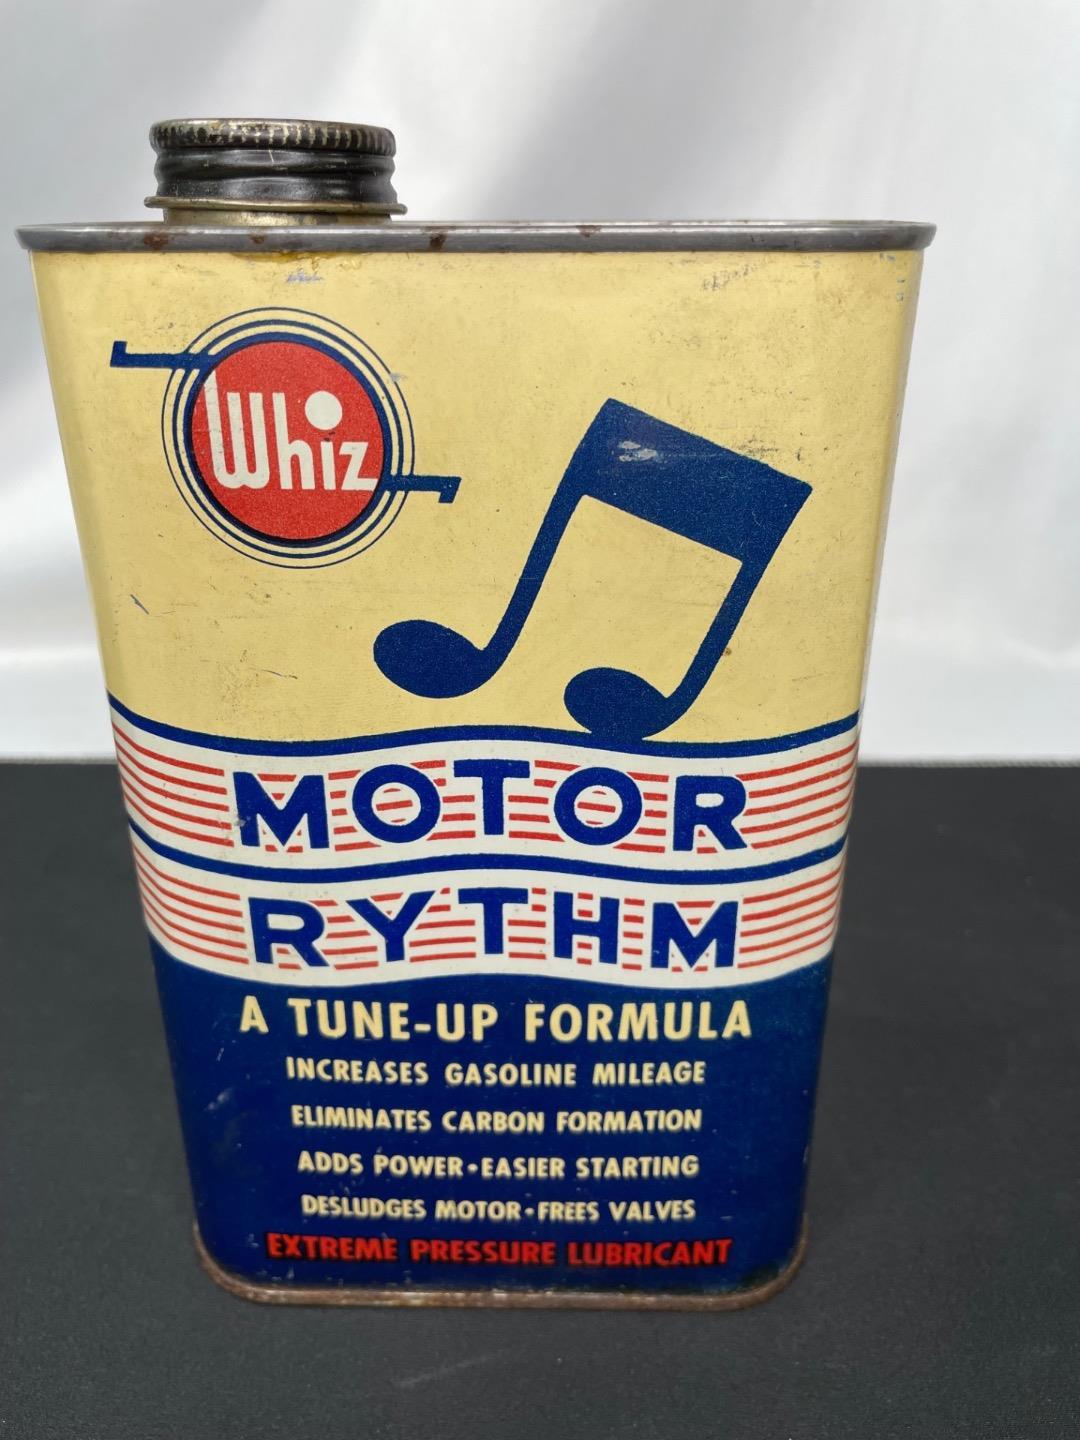 Whiz
MOTOR
RYTHM
A TUNE-UP FORMULA
INCREASES GASOLINE MILEAGE
ELIMINATES CARBON FORMATION
ADDS POWER•EASIER STARTING
DESLUDGES MOTOR•FREES VALVES
EXTREME PRESSURE LUBRICANT